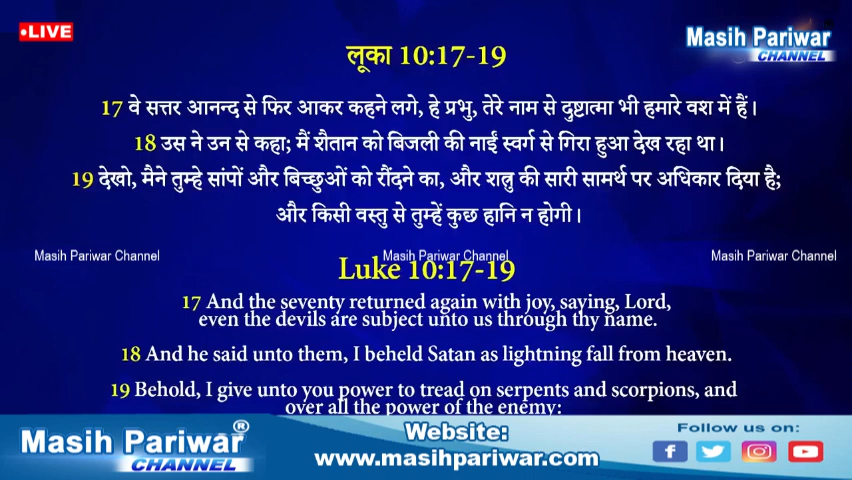 LIVE
Masih Pariwar
CHANNEL
लूका 10:17-19
17 वे सत्तर आनन्द से फिर आकर कहने लगे, हे प्रभु, तेरे नाम से दुष्टात्मा भी हमारे वश में हैं।
18 उस ने उन से कहा; मैं शैतान को बिजली की नाईं स्वर्ग से गिरा हुआ देख रहा था।
19 देखो, मैने तुम्हे सांपों और बिच्छुओं को रौंदने का, और शत्रु की सारी सामर्थ पर अधिकार दिया है;
और किसी वस्तु से तुम्हें कुछ हानि न होगी।
Masih Pariwar Channel Masih Pariwar Channel Masih Pariwar Channel
Luke 10:17-19
17 And the seventy returned again with joy, saying, Lord,
even the devils are subject unto us through thy name.
18 And he said unto them, I beheld Satan as lightning fall from heaven.
19 Behold, I give unto you power to tread on serpents and scorpions, and
over all the power of the enemy:
Masih Pariwar®
CHANNEL
Website:
www.masihpariwar.com
Follow us on: